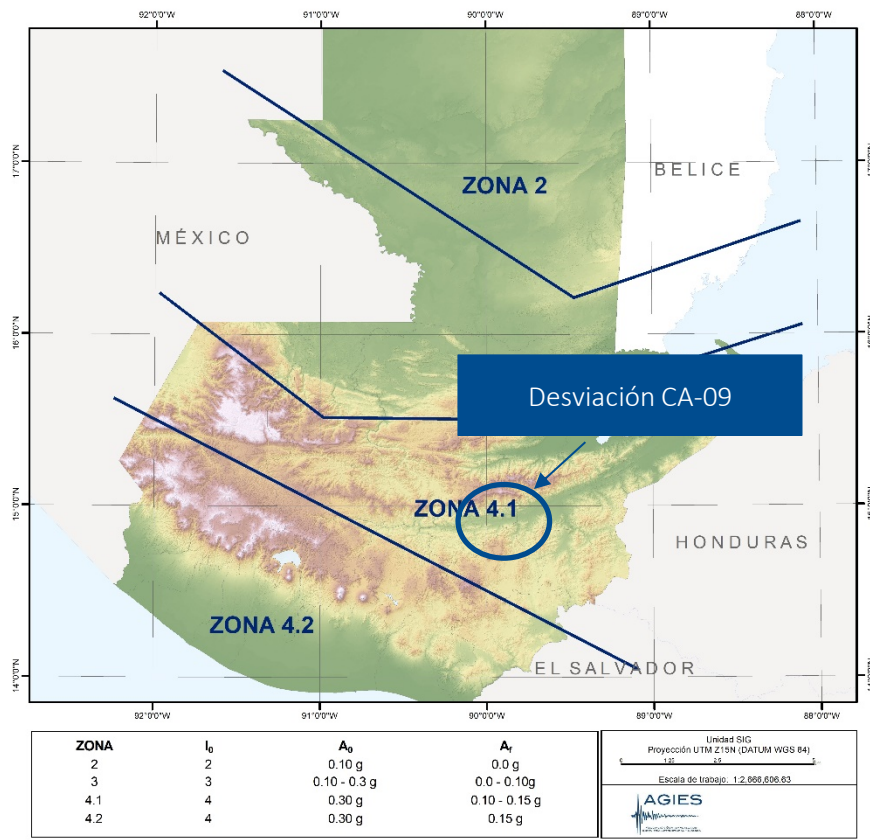 92°0'0"W 91°0'0"W 90°0'0"W 89°0'0"W 88°0'0"W
17°0'0"N
ZONA 2
BELICE
MÉXICO
16°0'0"N
Desviación CA-09
15°0'0"N
ZONA 4.1
HONDURAS
ZONA 4.2
EL SALVADOR
14°0'0"N
92°0'0"W 91°0'0"W 90°0'0"W 89°0'0"W 88°0'0"W
ZONA I₀ A₀ A_f
2 2 0.10 g 0.0 g
3 3 0.10 - 0.3 g 0.0 - 0.10g
4.1 4 0.30 g 0.10 - 0.15 g
4.2 4 0.30 g 0.15 g
Unidad SIG
Proyección UTM Z15N (DATUM WGS 84)
Escala de trabajo: 1:2,666,606.63
AGIES